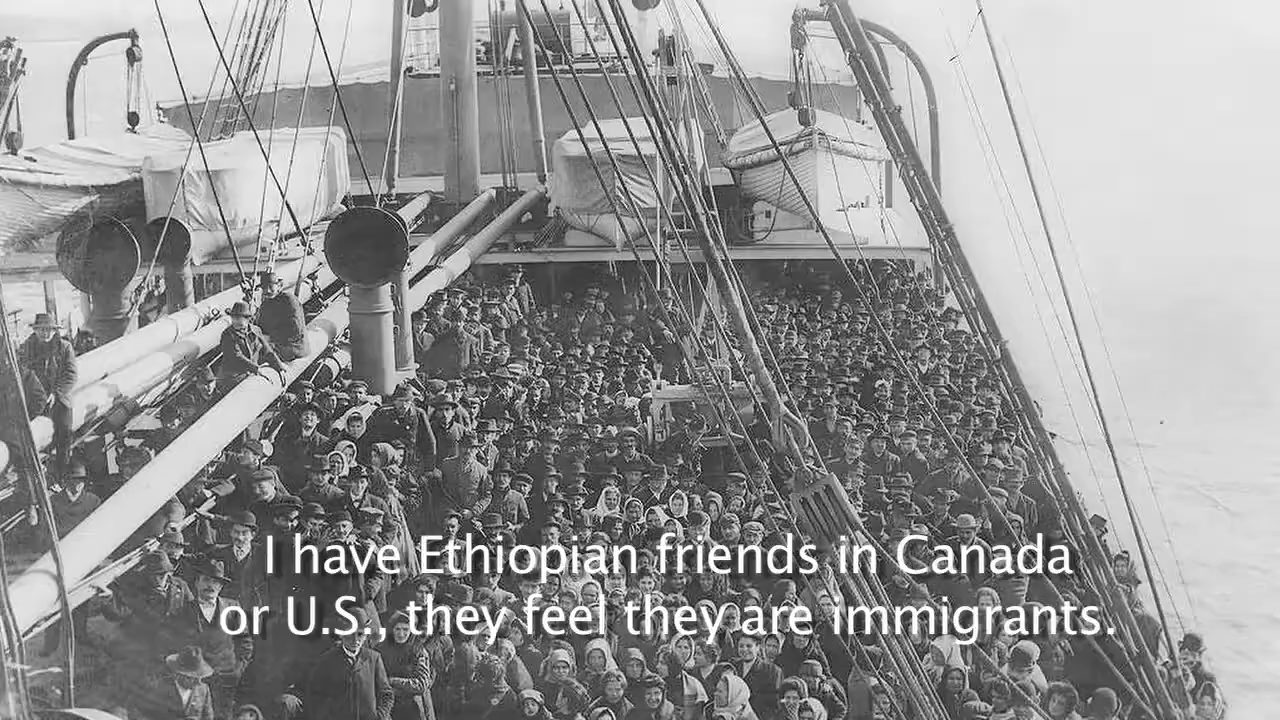 I have Ethiopian friends in Canada
or U.S., they feel they are immigrants.